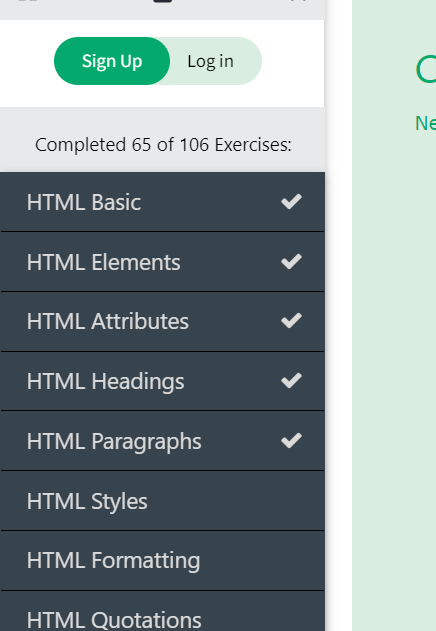 Sign Up
Log in
Completed 65 of 106 Exercises:
HTML Basic
HTML Elements
HTML Attributes
HTML Headings
HTML Paragraphs
HTML Styles
HTML Formatting
HTML Quotations